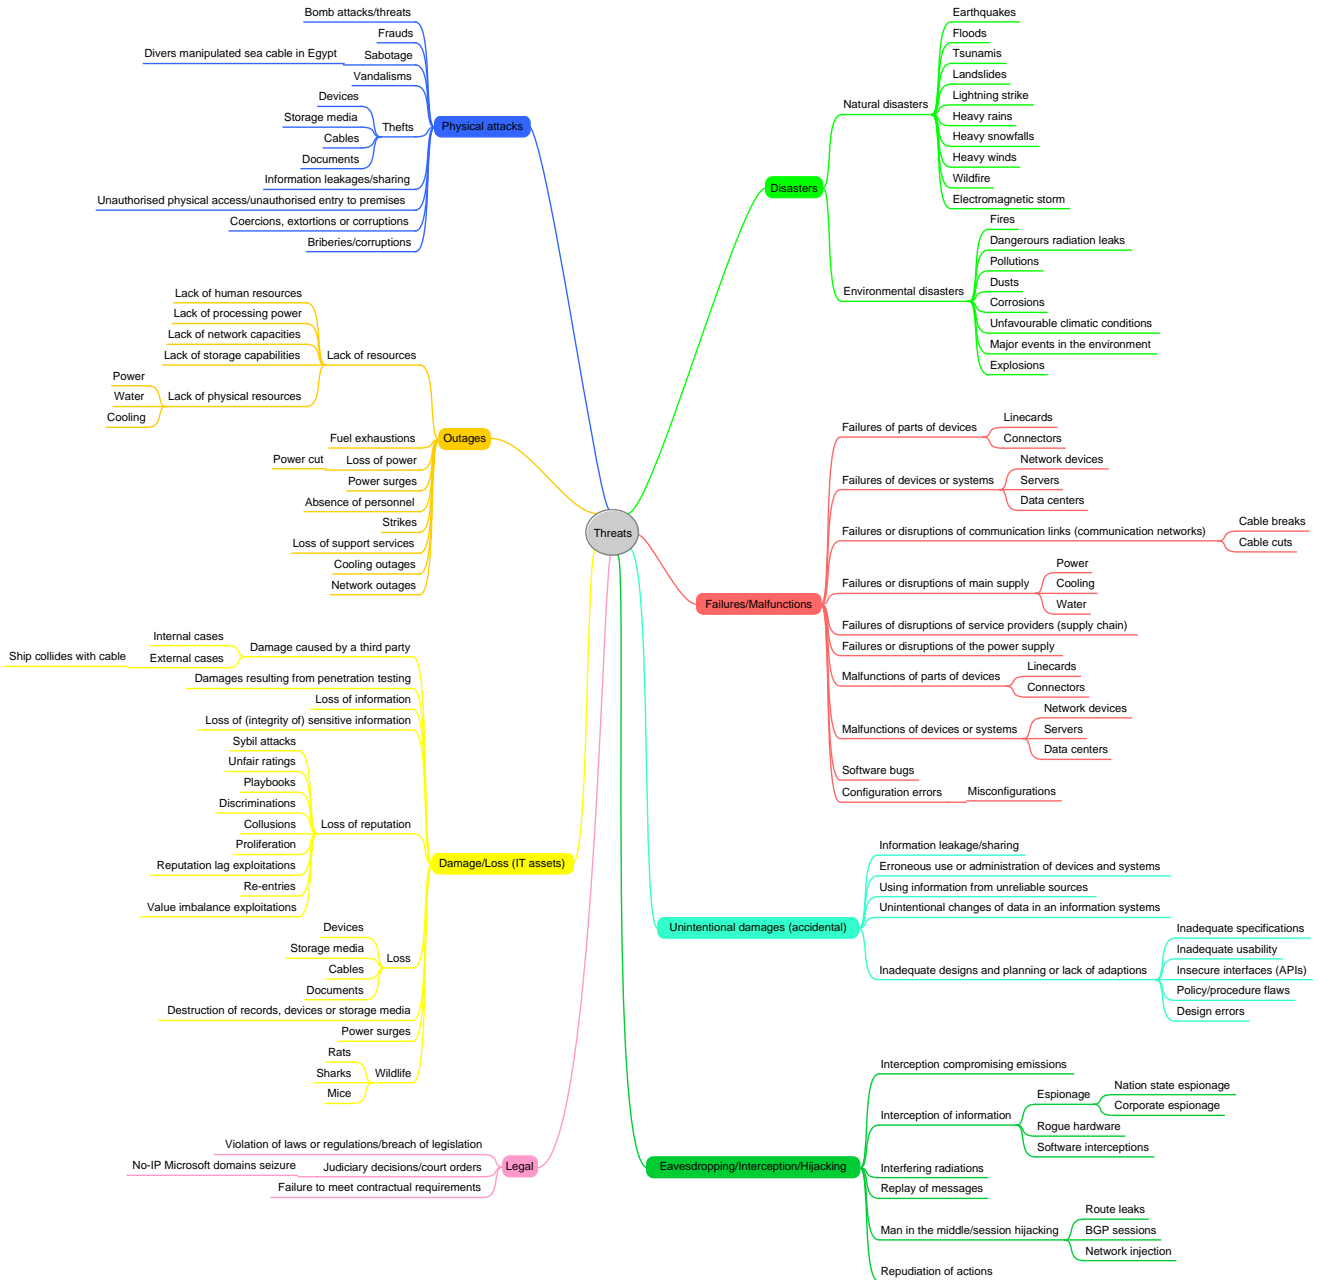 Threats
Physical attacks
Bomb attacks/threats
Frauds
Sabotage
Divers manipulated sea cable in Egypt
Vandalisms
Thefts
Devices
Storage media
Cables
Documents
Information leakages/sharing
Unauthorised physical access/unauthorised entry to premises
Coercions, extortions or corruptions
Briberies/corruptions
Outages
Lack of resources
Lack of human resources
Lack of processing power
Lack of network capacities
Lack of storage capabilities
Lack of physical resources
Power
Water
Cooling
Fuel exhaustions
Loss of power
Power cut
Power surges
Absence of personnel
Strikes
Loss of support services
Cooling outages
Network outages
Damage/Loss (IT assets)
Damage caused by a third party
Internal cases
External cases
Ship collides with cable
Damages resulting from penetration testing
Loss of information
Loss of (integrity of) sensitive information
Loss of reputation
Sybil attacks
Unfair ratings
Playbooks
Discriminations
Collusions
Proliferation
Reputation lag exploitations
Re-entries
Value imbalance exploitations
Loss
Devices
Storage media
Cables
Documents
Destruction of records, devices or storage media
Power surges
Wildlife
Rats
Sharks
Mice
Legal
Violation of laws or regulations/breach of legislation
Judiciary decisions/court orders
No-IP Microsoft domains seizure
Failure to meet contractual requirements
Disasters
Natural disasters
Earthquakes
Floods
Tsunamis
Landslides
Lightning strike
Heavy rains
Heavy snowfalls
Heavy winds
Wildfire
Electromagnetic storm
Environmental disasters
Fires
Dangerours radiation leaks
Pollutions
Dusts
Corrosions
Unfavourable climatic conditions
Major events in the environment
Explosions
Failures/Malfunctions
Failures of parts of devices
Linecards
Connectors
Failures of devices or systems
Network devices
Servers
Data centers
Failures or disruptions of communication links (communication networks)
Cable breaks
Cable cuts
Failures or disruptions of main supply
Power
Cooling
Water
Failures of disruptions of service providers (supply chain)
Failures or disruptions of the power supply
Malfunctions of parts of devices
Linecards
Connectors
Malfunctions of devices or systems
Network devices
Servers
Data centers
Software bugs
Configuration errors
Misconfigurations
Unintentional damages (accidental)
Information leakage/sharing
Erroneous use or administration of devices and systems
Using information from unreliable sources
Unintentional changes of data in an information systems
Inadequate designs and planning or lack of adaptions
Inadequate specifications
Inadequate usability
Insecure interfaces (APIs)
Policy/procedure flaws
Design errors
Eavesdropping/Interception/Hijacking
Interception compromising emissions
Interception of information
Espionage
Nation state espionage
Corporate espionage
Rogue hardware
Software interceptions
Interfering radiations
Replay of messages
Man in the middle/session hijacking
Route leaks
BGP sessions
Network injection
Repudiation of actions